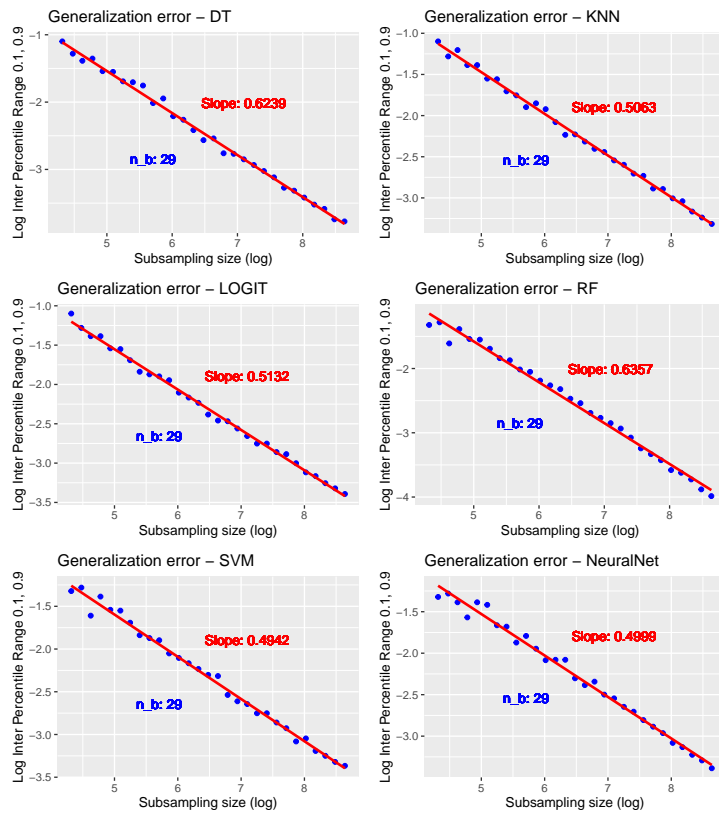 Generalization error – DT
Log Inter Percentile Range 0.1, 0.9
−1
−2
−3
Slope: 0.6239
n_b: 29
5
6
7
8
Subsampling size (log)
Generalization error – KNN
Log Inter Percentile Range 0.1, 0.9
−1.0
−1.5
−2.0
−2.5
−3.0
Slope: 0.5063
n_b: 29
5
6
7
8
Subsampling size (log)
Generalization error – LOGIT
Log Inter Percentile Range 0.1, 0.9
−1.0
−1.5
−2.0
−2.5
−3.0
−3.5
Slope: 0.5132
n_b: 29
5
6
7
8
Subsampling size (log)
Generalization error – RF
Log Inter Percentile Range 0.1, 0.9
−2
−3
−4
Slope: 0.6357
n_b: 29
5
6
7
8
Subsampling size (log)
Generalization error – SVM
Log Inter Percentile Range 0.1, 0.9
−1.5
−2.0
−2.5
−3.0
−3.5
Slope: 0.4942
n_b: 29
5
6
7
8
Subsampling size (log)
Generalization error – NeuralNet
Log Inter Percentile Range 0.1, 0.9
−1.5
−2.0
−2.5
−3.0
Slope: 0.4999
n_b: 29
5
6
7
8
Subsampling size (log)